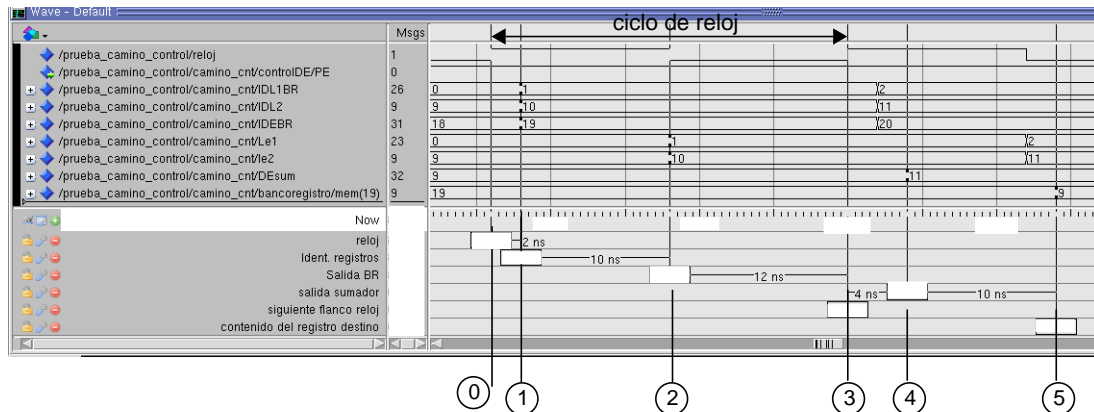 Wave - Default
ciclo de reloj
Msgs
/prueba_camino_control/reloj 1
/prueba_camino_control/camino_cnt/controlDE/PE 0
/prueba_camino_control/camino_cnt/IDL1BR 26 0 1 2
/prueba_camino_control/camino_cnt/IDL2 9 9 10 11
/prueba_camino_control/camino_cnt/IDEBR 31 18 19 20
/prueba_camino_control/camino_cnt/Le1 23 0 1 2
/prueba_camino_control/camino_cnt/le2 9 9 10 11
/prueba_camino_control/camino_cnt/DEsum 32 9 11
/prueba_camino_control/camino_cnt/bancoregistro/mem(19) 9 19 9
Now
reloj 2 ns
Ident. registros 10 ns
Salida BR 12 ns
salida sumador 4 ns 10 ns
siguiente flanco reloj
contenido del registro destino
0 1 2 3 4 5